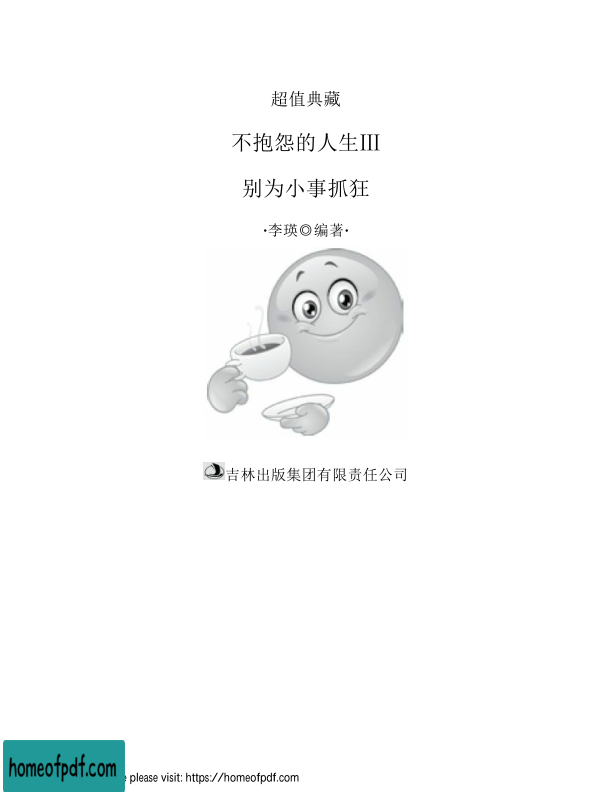 超值典藏
不抱怨的人生Ⅲ
别为小事抓狂
·李瑛◎编著·
吉林出版集团有限责任公司
homeofpdf.com
please visit: https://homeofpdf.com